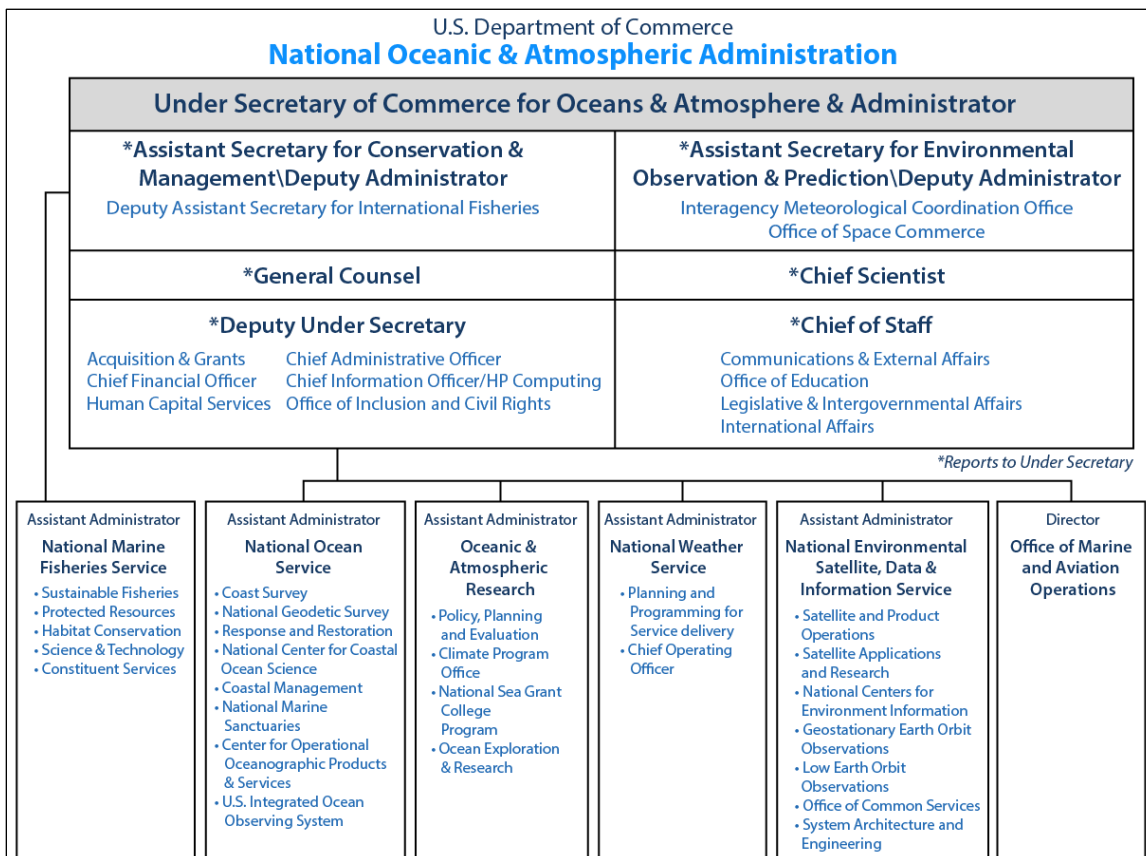 U.S. Department of Commerce
National Oceanic & Atmospheric Administration
Under Secretary of Commerce for Oceans & Atmosphere & Administrator
*Assistant Secretary for Conservation &
Management\Deputy Administrator
Deputy Assistant Secretary for International Fisheries
*Assistant Secretary for Environmental
Observation & Prediction\Deputy Administrator
Interagency Meteorological Coordination Office
Office of Space Commerce
*General Counsel
*Chief Scientist
*Deputy Under Secretary
Acquisition & Grants
Chief Financial Officer
Human Capital Services
Chief Administrative Officer
Chief Information Officer/HP Computing
Office of Inclusion and Civil Rights
*Chief of Staff
Communications & External Affairs
Office of Education
Legislative & Intergovernmental Affairs
International Affairs
*Reports to Under Secretary
Assistant Administrator
National Marine
Fisheries Service
• Sustainable Fisheries
• Protected Resources
• Habitat Conservation
• Science & Technology
• Constituent Services
Assistant Administrator
National Ocean
Service
• Coast Survey
• National Geodetic Survey
• Response and Restoration
• National Center for Coastal
Ocean Science
• Coastal Management
• National Marine
Sanctuaries
• Center for Operational
Oceanographic Products
& Services
• U.S. Integrated Ocean
Observing System
Assistant Administrator
Oceanic &
Atmospheric
Research
• Policy, Planning
and Evaluation
• Climate Program
Office
• National Sea Grant
College
Program
• Ocean Exploration
& Research
Assistant Administrator
National Weather
Service
• Planning and
Programming for
Service delivery
• Chief Operating
Officer
Assistant Administrator
National Environmental
Satellite, Data &
Information Service
• Satellite and Product
Operations
• Satellite Applications
and Research
• National Centers for
Environment Information
• Geostationary Earth Orbit
Observations
• Low Earth Orbit
Observations
• Office of Common Services
• System Architecture and
Engineering
Director
Office of Marine
and Aviation
Operations